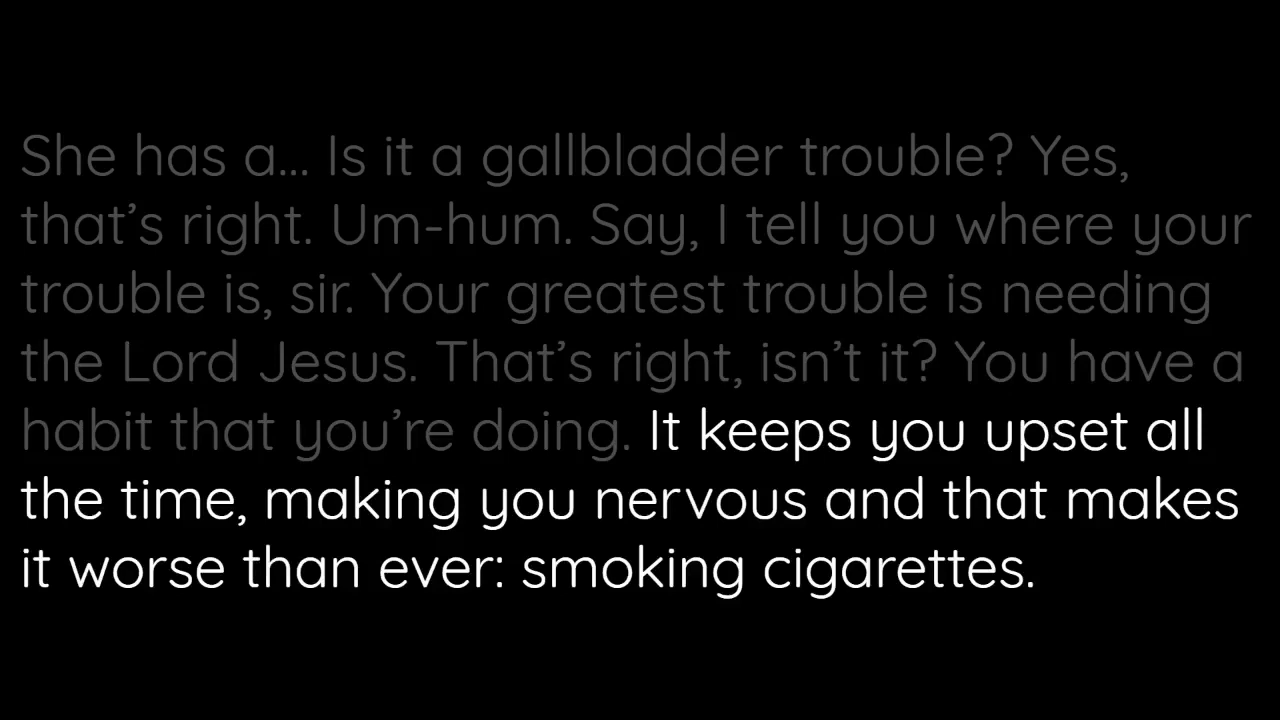 She has a... Is it a gallbladder trouble? Yes,
that’s right. Um-hum. Say, I tell you where your
trouble is, sir. Your greatest trouble is needing
the Lord Jesus. That’s right, isn’t it? You have a
habit that you’re doing. It keeps you upset all
the time, making you nervous and that makes
it worse than ever: smoking cigarettes.